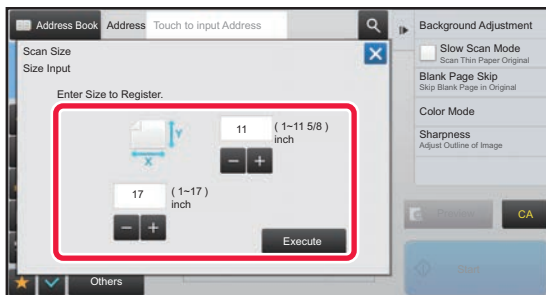 Address Book Address Touch to input Address
Scan Size
Size Input
Enter Size to Register.
Y
11 ( 1~11 5/8 )
inch
X
− +
17 ( 1~17 )
inch
− +
Execute
Others
Background Adjustment
Slow Scan Mode
Scan Thin Paper Original
Blank Page Skip
Skip Blank Page in Original
Color Mode
Sharpness
Adjust Outline of Image
Preview
CA
Start